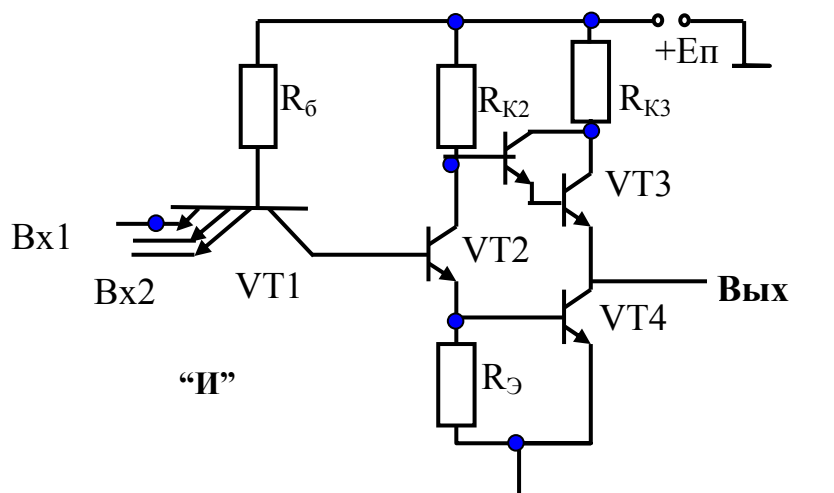 +Eп
Rб
RК2
RК3
VT3
Вх1
VT2
Вх2
VT1
Вых
VT4
“И”
RЭ